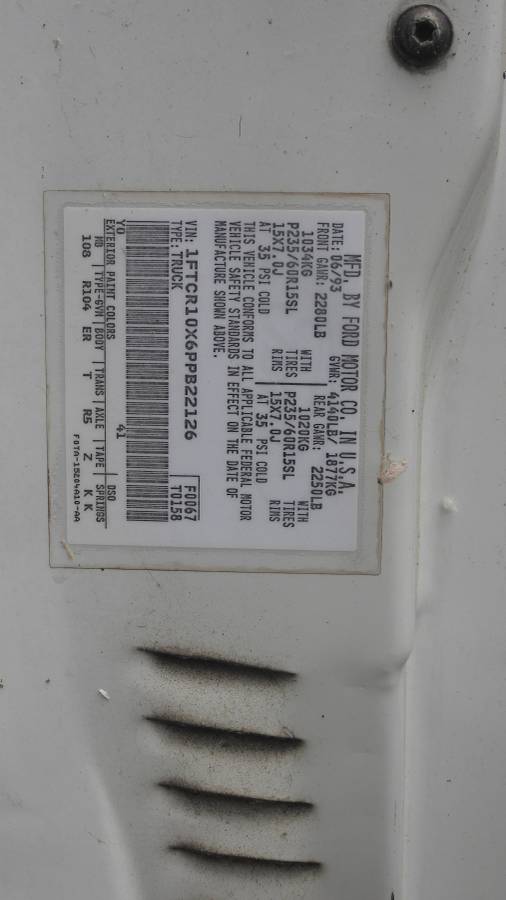 MFD. BY FORD MOTOR CO. IN U.S.A.
DATE: 06/93 GVWR: 4140LB/ 1877KG
FRONT GAWR: 2280LB REAR GAWR: 2250LB
1034KG WITH 1020KG WITH
P235/60R15SL TIRES P235/60R15SL TIRES
15X7.0J RIMS 15X7.0J RIMS
AT 35 PSI COLD AT 35 PSI COLD
THIS VEHICLE CONFORMS TO ALL APPLICABLE FEDERAL MOTOR
VEHICLE SAFETY STANDARDS IN EFFECT ON THE DATE OF
MANUFACTURE SHOWN ABOVE.
VIN: 1FTCR10X6PPB22126 F0067
TYPE: TRUCK T0158
YO 41
EXTERIOR PAINT COLORS DSO
WB | TYPE-GVM | BODY | TRANS | AXLE | TAPE | SPRINGS
108 R104 ER T R5 Z K K
F0TA-15204A10-AA